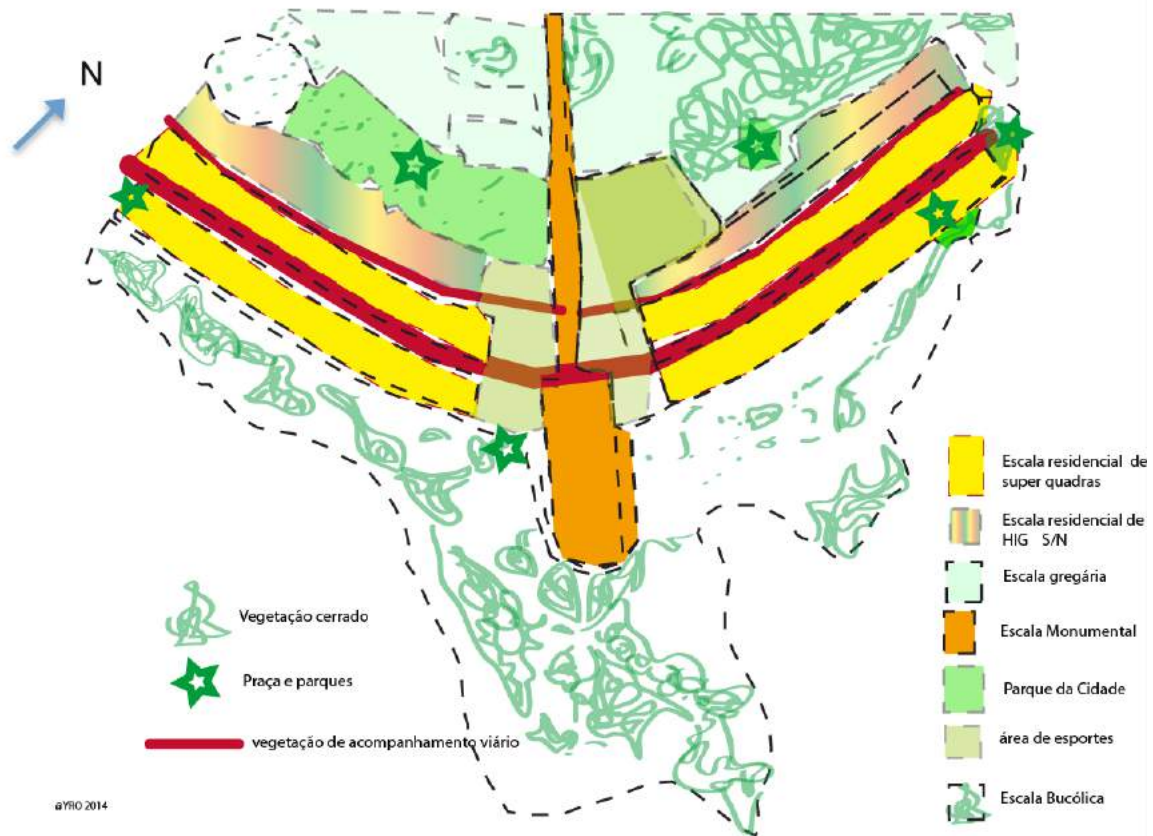 N
Escala residencial de
super quadras
Escala residencial de
HIG S/N
Escala gregária
Escala Monumental
Parque da Cidade
área de esportes
Escala Bucólica
Vegetação cerrado
Praça e parques
vegetação de acompanhamento viário
@YRO 2014